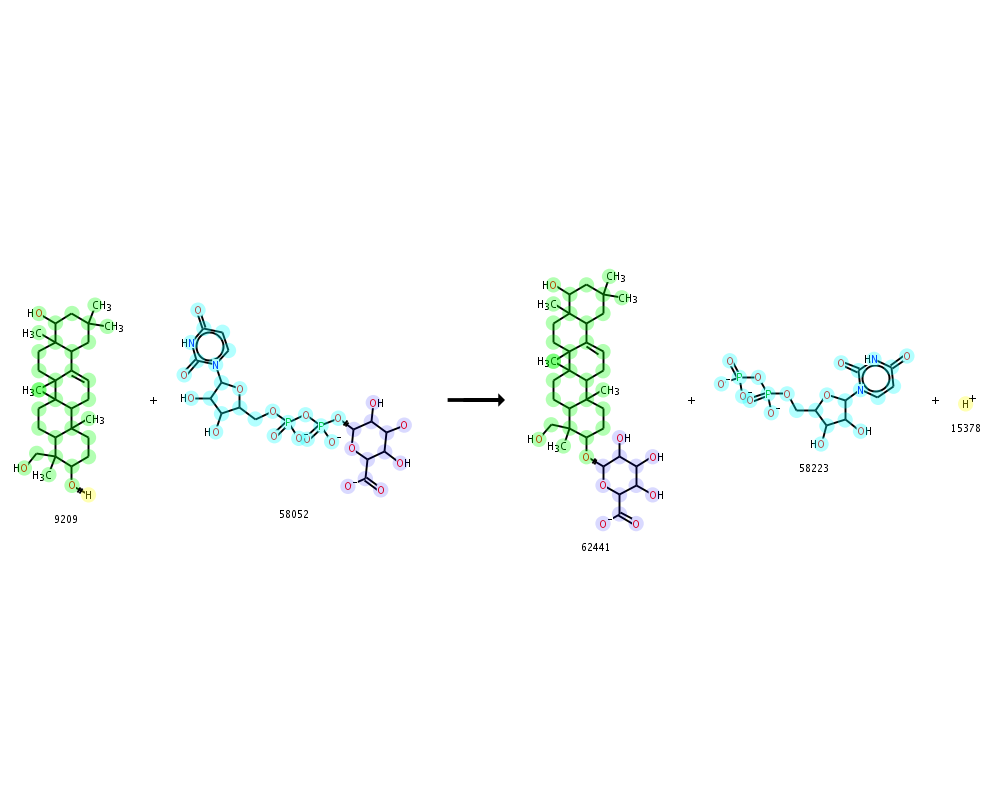 HO CH3 CH3 H3C H3C CH3 HO H3C O H
9209
+
O HN O N O HO HO O P O O O- P O O- O OH O OH O O- O
58052
HO CH3 CH3 H3C H3C CH3 HO H3C O OH OH O OH O- O
62441
+
O P O O- O P O- O O HN O N O HO OH
58223
+
H+
15378